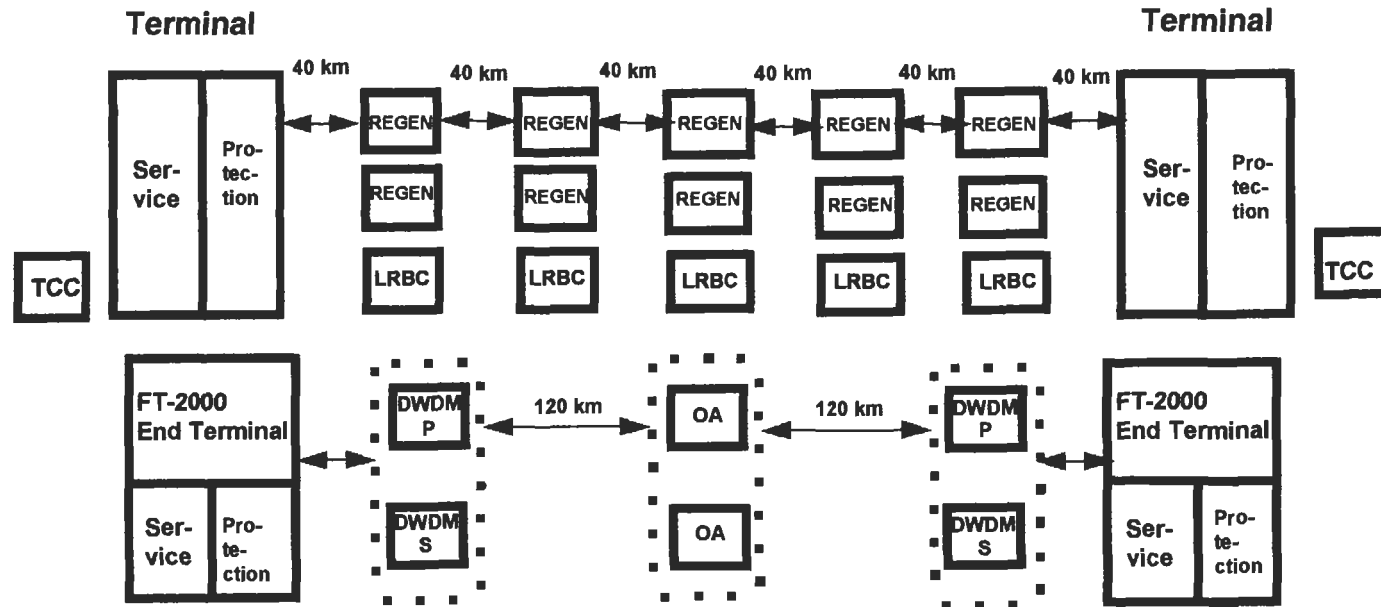 Terminal
Terminal
40 km
40 km
40 km
40 km
40 km
40 km
REGEN
REGEN
REGEN
REGEN
REGEN
Ser-
vice
Pro-
tec-
tion
Ser-
vice
Pro-
tec-
tion
REGEN
REGEN
REGEN
REGEN
REGEN
TCC
LRBC
LRBC
LRBC
LRBC
LRBC
TCC
FT-2000
End Terminal
DWDM
P
120 km
OA
120 km
DWDM
P
FT-2000
End Terminal
Ser-
vice
Pro-
te-
ction
DWDM
S
OA
DWDM
S
Ser-
vice
Pro-
te-
ction